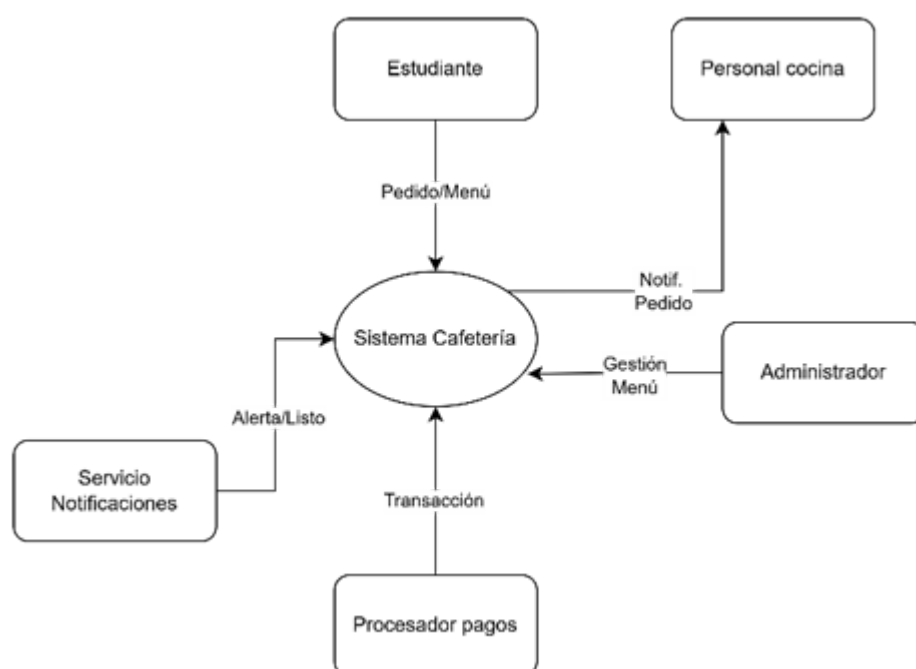 Estudiante
Personal cocina
Pedido/Menú
Notif.
Pedido
Sistema Cafetería
Gestión
Menú
Administrador
Alerta/Listo
Servicio
Notificaciones
Transacción
Procesador pagos